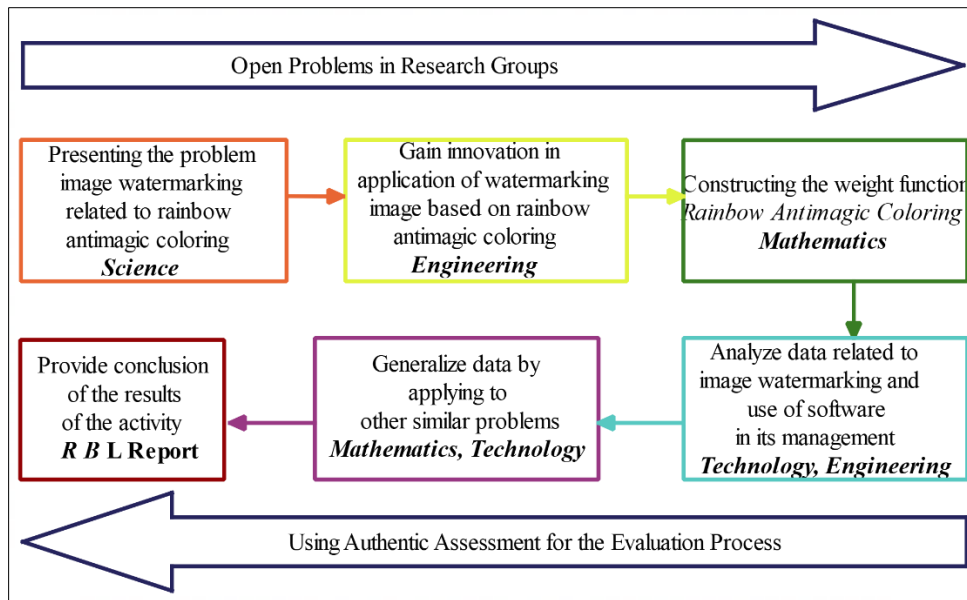 Open Problems in Research Groups
Presenting the problem
image watermarking
related to rainbow
antimagic coloring
Science
Gain innovation in
application of watermarking
image based on rainbow
antimagic coloring
Engineering
Constructing the weight function
Rainbow Antimagic Coloring
Mathematics
Analyze data related to
image watermarking and
use of software
in its management
Technology, Engineering
Generalize data by
applying to
other similar problems
Mathematics, Technology
Provide conclusion
of the results
of the activity
R B L Report
Using Authentic Assessment for the Evaluation Process